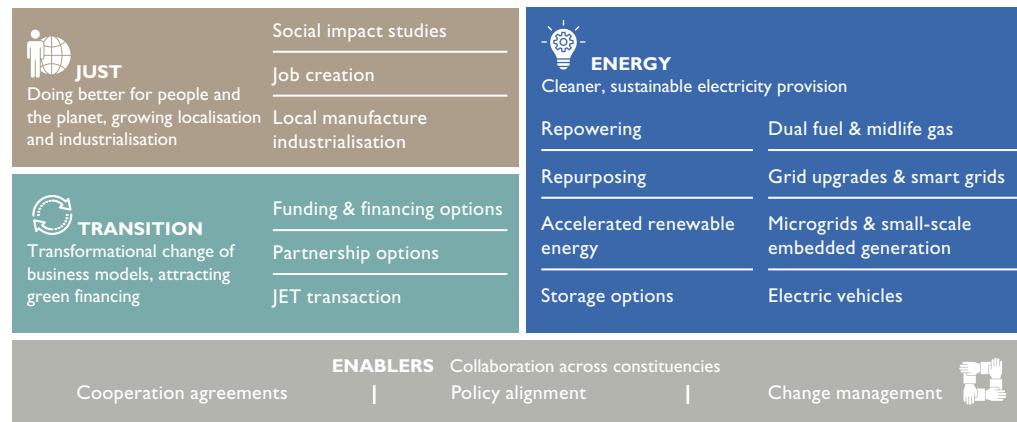 JUST
Doing better for people and
the planet, growing localisation
and industrialisation
Social impact studies
Job creation
Local manufacture
industrialisation
TRANSITION
Transformational change of
business models, attracting
green financing
Funding & financing options
Partnership options
JET transaction
ENERGY
Cleaner, sustainable electricity provision
Repowering
Repurposing
Accelerated renewable
energy
Storage options
Dual fuel & midlife gas
Grid upgrades & smart grids
Microgrids & small-scale
embedded generation
Electric vehicles
ENABLERS Collaboration across constituencies
Cooperation agreements | Policy alignment | Change management